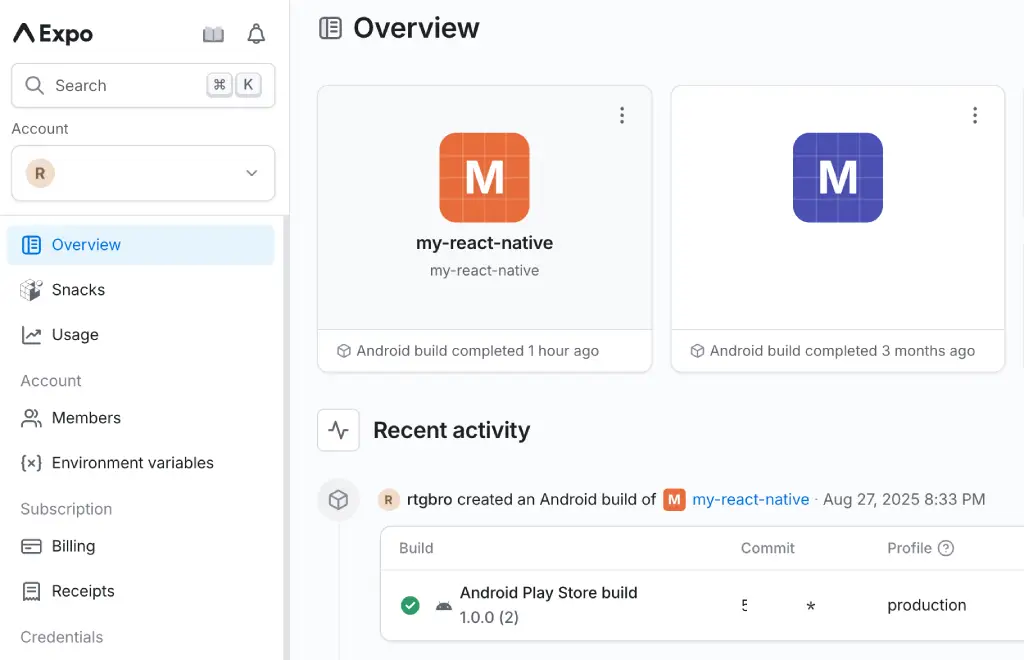 Expo
Search ⌘ K
Account
R
Overview
Snacks
Usage
Account
Members
Environment variables
Subscription
Billing
Receipts
Credentials
Overview
M
my-react-native
my-react-native
Android build completed 1 hour ago
M
Android build completed 3 months ago
Recent activity
R rtgbro created an Android build of M my-react-native · Aug 27, 2025 8:33 PM
Build Commit Profile
Android Play Store build
1.0.0 (2)
* production